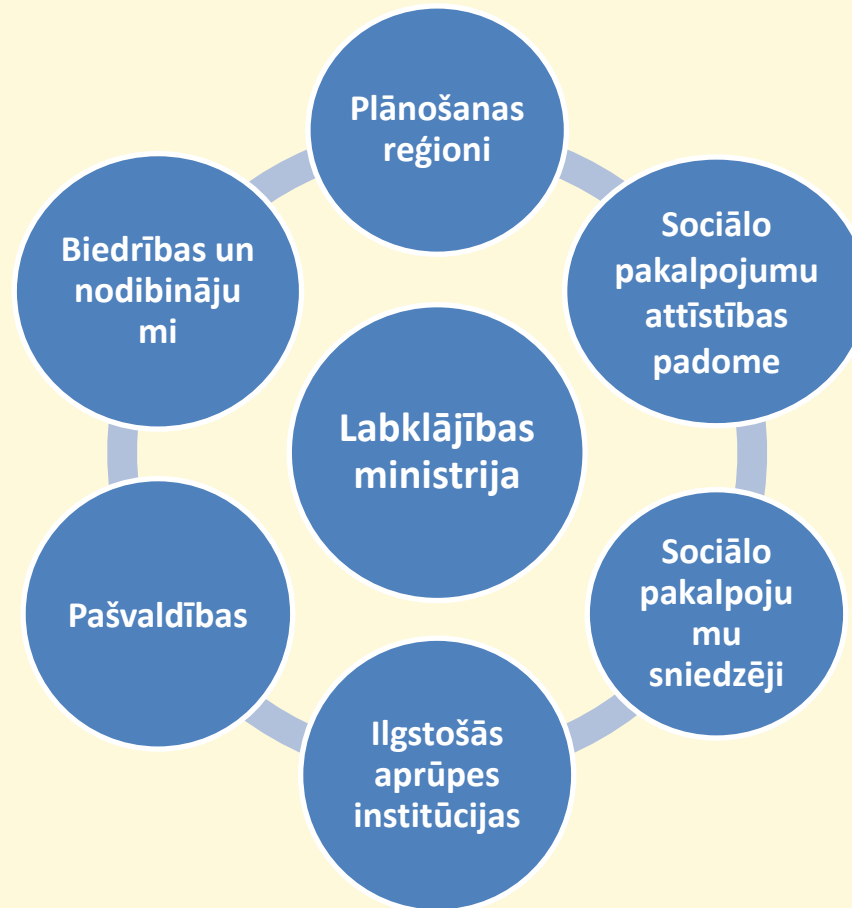 Plānošanas
reģioni
Sociālo
pakalpojumu
attīstības
padome
Sociālo
pakalpoju
mu
sniedzēji
Ilgstošās
aprūpes
institūcijas
Pašvaldības
Biedrības un
nodibināju
mi
Labklājības
ministrija